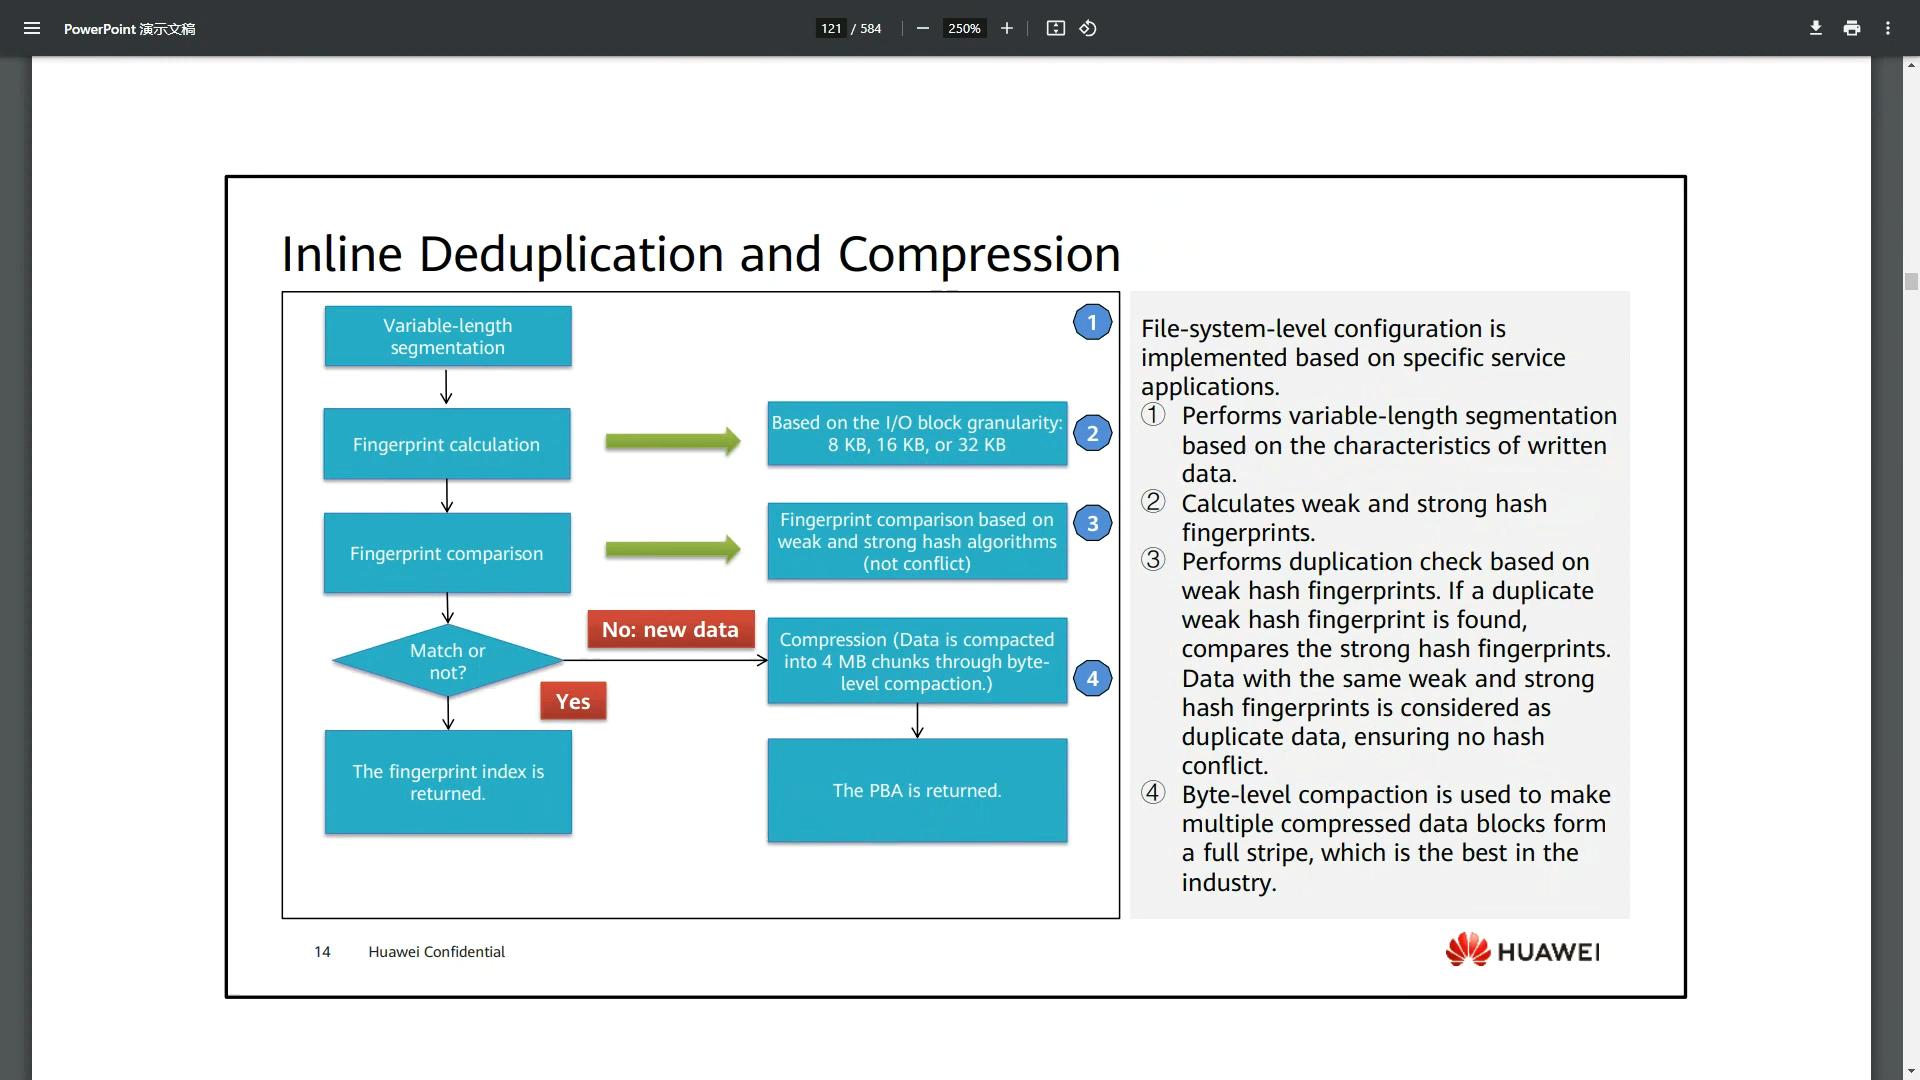 PowerPoint 演示文稿
121 / 584
250%
Inline Deduplication and Compression
Variable-length
segmentation
1
Fingerprint calculation
Based on the I/O block granularity:
8 KB, 16 KB, or 32 KB
2
Fingerprint comparison
Fingerprint comparison based on
weak and strong hash algorithms
(not conflict)
3
Match or
not?
No: new data
Yes
Compression (Data is compacted
into 4 MB chunks through byte-
level compaction.)
4
The fingerprint index is
returned.
The PBA is returned.
File-system-level configuration is
implemented based on specific service
applications.
① Performs variable-length segmentation
based on the characteristics of written
data.
② Calculates weak and strong hash
fingerprints.
③ Performs duplication check based on
weak hash fingerprints. If a duplicate
weak hash fingerprint is found,
compares the strong hash fingerprints.
Data with the same weak and strong
hash fingerprints is considered as
duplicate data, ensuring no hash
conflict.
④ Byte-level compaction is used to make
multiple compressed data blocks form
a full stripe, which is the best in the
industry.
14 Huawei Confidential
HUAWEI